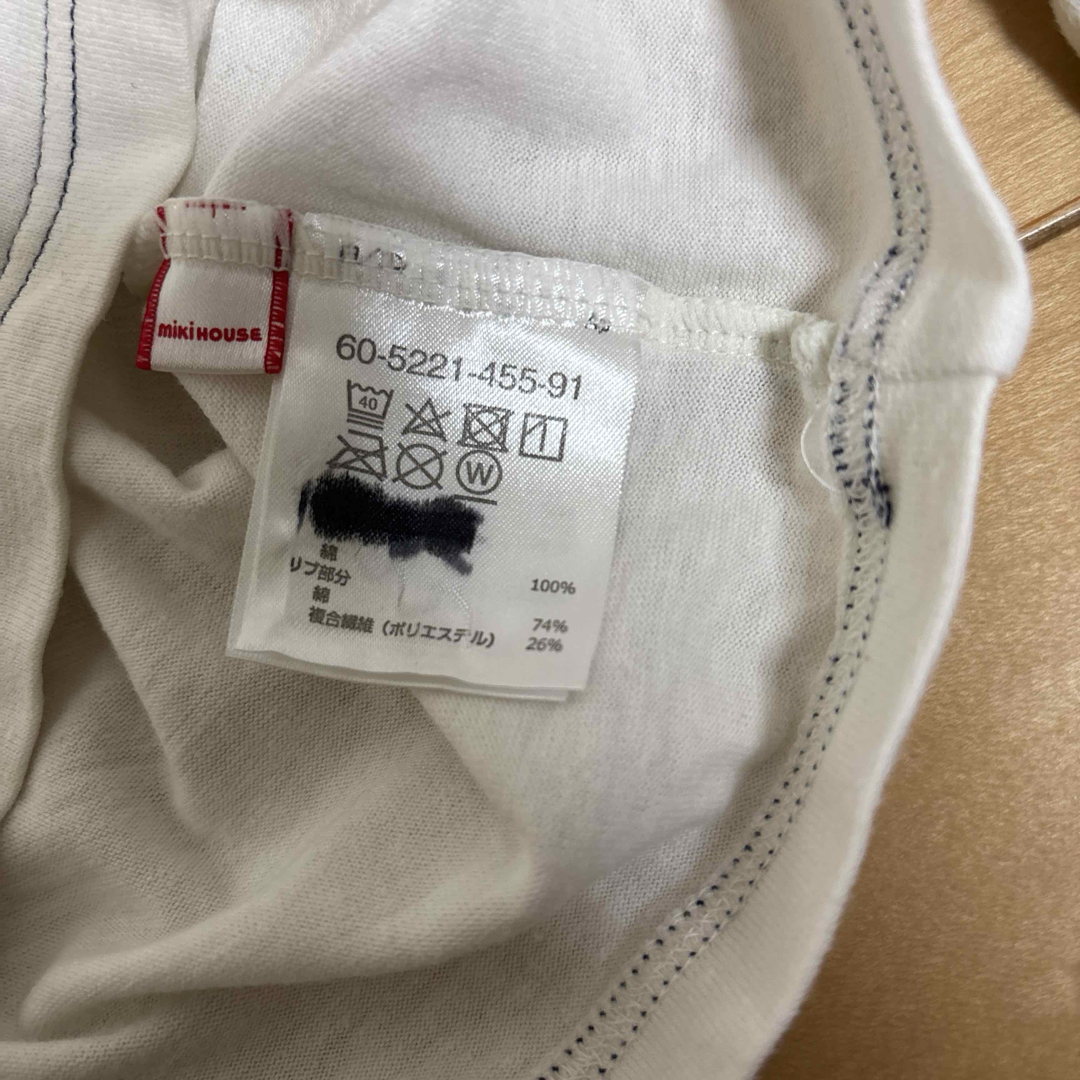 mikiHOUSE
60-5221-455-91
40
W
綿 100%
リブ部分
綿 74%
複合繊維（ポリエステル） 26%